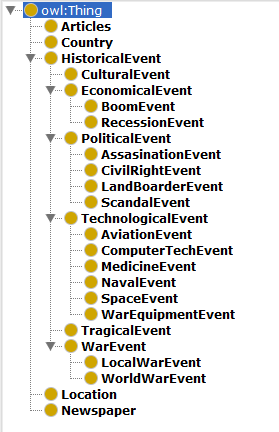 owl:Thing
Articles
Country
HistoricalEvent
CulturalEvent
EconomicalEvent
BoomEvent
RecessionEvent
PoliticalEvent
AssasinationEvent
CivilRightEvent
LandBoarderEvent
ScandalEvent
TechnologicalEvent
AviationEvent
ComputerTechEvent
MedicineEvent
NavalEvent
SpaceEvent
WarEquipmentEvent
TragicalEvent
WarEvent
LocalWarEvent
WorldWarEvent
Location
Newspaper